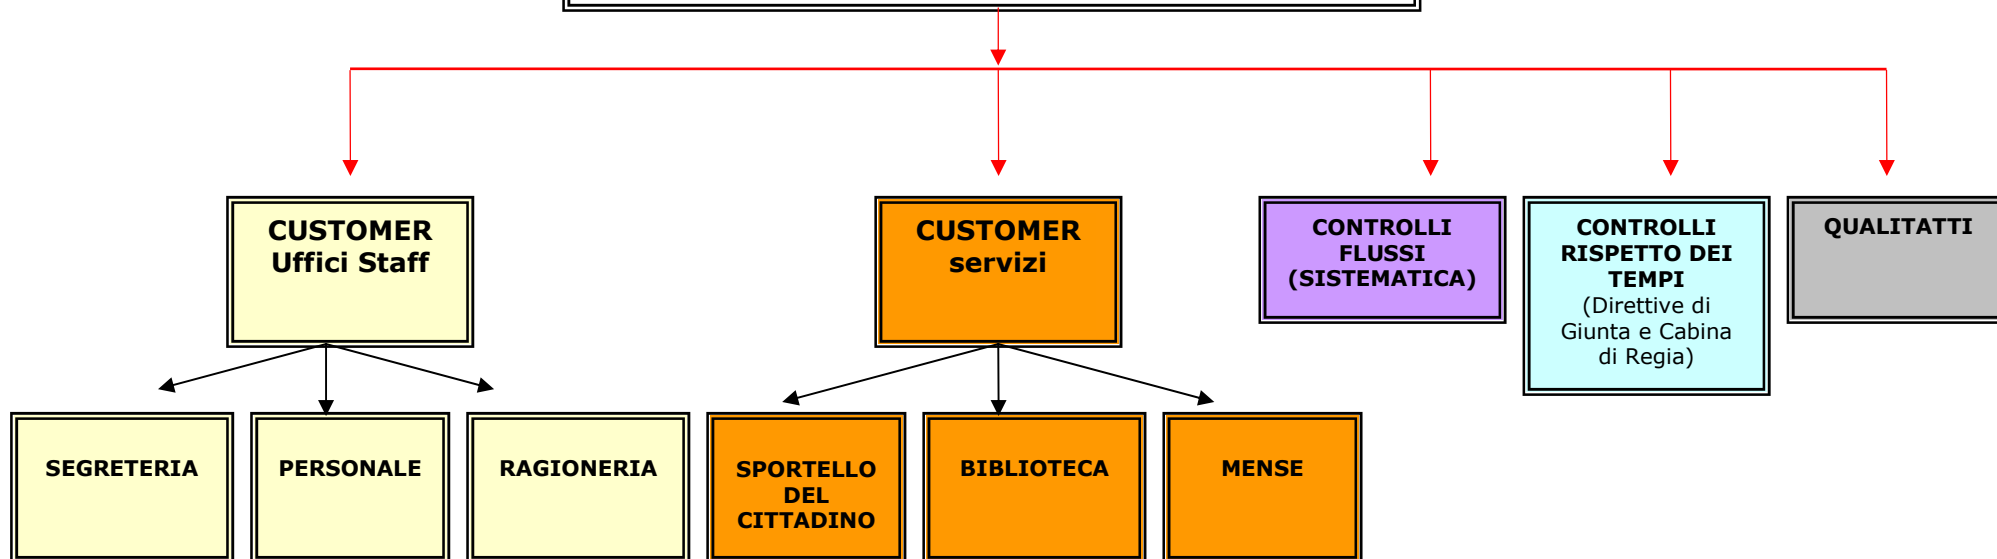 CUSTOMER
Uffici Staff
CUSTOMER
servizi
CONTROLLI
FLUSSI
(SISTEMATICA)
CONTROLLI
RISPETTO DEI
TEMPI
(Direttive di
Giunta e Cabina
di Regia)
QUALITATTI
SEGRETERIA
PERSONALE
RAGIONERIA
SPORTELLO
DEL
CITTADINO
BIBLIOTECA
MENSE